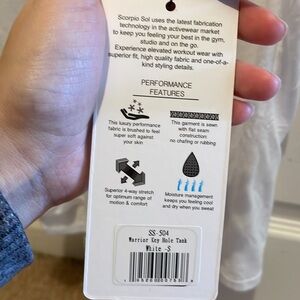 Scorpio Sol uses the latest fabrication
technology in the activewear market
to keep you feeling your best in the gym,
studio and on the go.
Experience elevated workout wear with
superior fit, high quality fabric and one-of-a-
kind styling details.
PERFORMANCE
FEATURES
This luxury performance
fabric is brushed to feel
super soft against
your skin
This garment is sewn
with flat seam
construction:
no chafing or rubbing
Superior 4-way stretch
for optimum range of
motion & comfort
Moisture management
keeps you feeling cool
and dry when you sweat
SS-504
Warrior Key Hole Tank
White -S